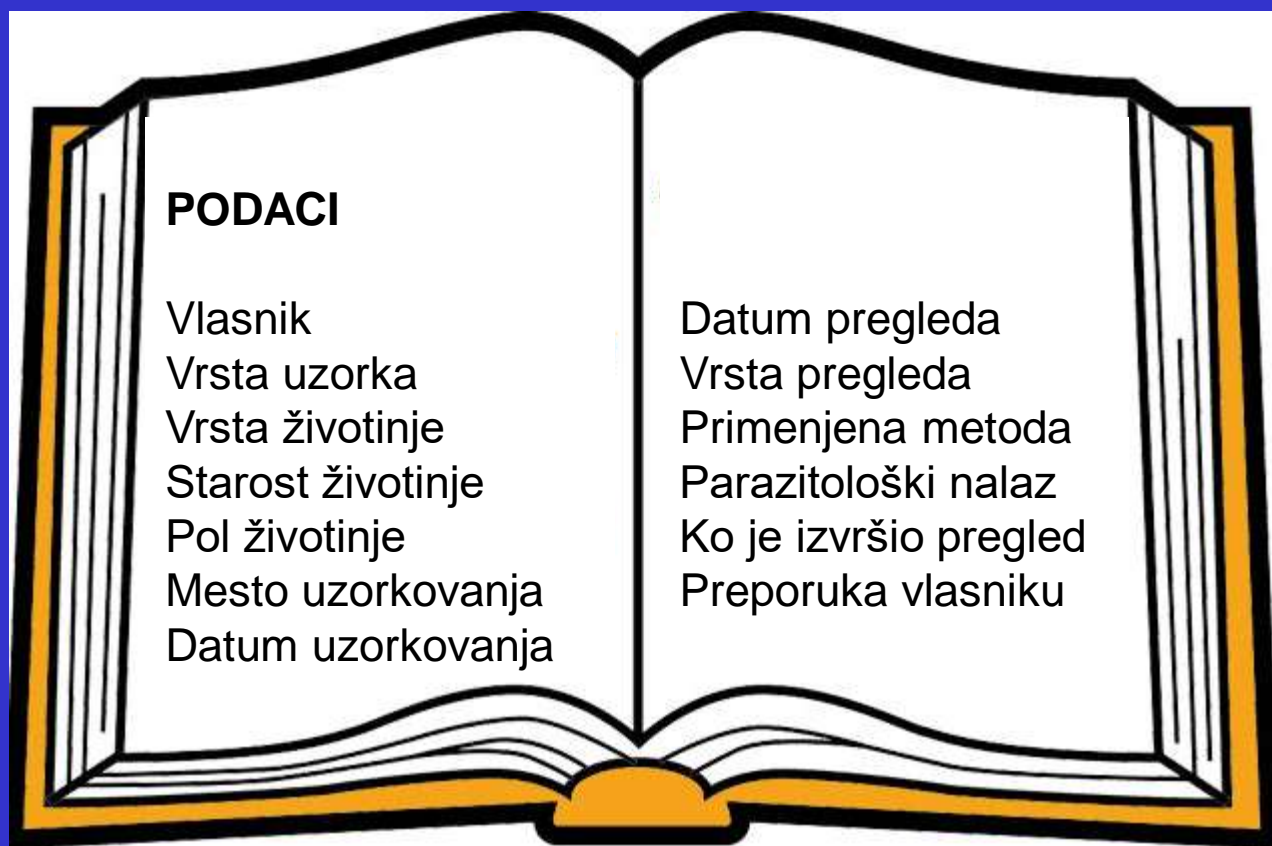 PODACI
Vlasnik
Vrsta uzorka
Vrsta životinje
Starost životinje
Pol životinje
Mesto uzorkovanja
Datum uzorkovanja
Datum pregleda
Vrsta pregleda
Primenjena metoda
Parazitološki nalaz
Ko je izvršio pregled
Preporuka vlasniku